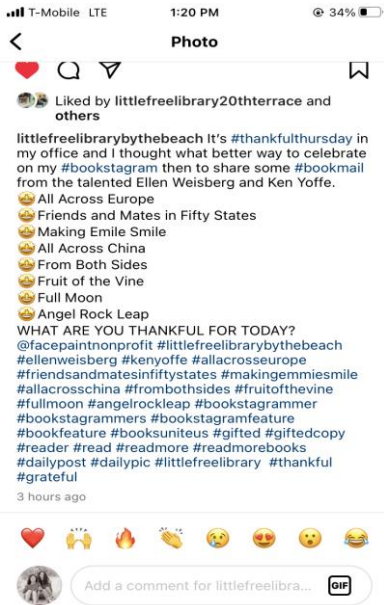 T-Mobile LTE 1:20 PM 34%
Photo
Liked by littlefreelibrary20thterrace and
others
littlefreelibrarybythebeach It's #thankfulthursday in
my office and I thought what better way to celebrate
on my #bookstagram then to share some #bookmail
from the talented Ellen Weisberg and Ken Yoffe.
🤩All Across Europe
🤩Friends and Mates in Fifty States
🤩Making Emile Smile
🤩All Across China
🤩From Both Sides
🤩Fruit of the Vine
🤩Full Moon
🤩Angel Rock Leap
WHAT ARE YOU THANKFUL FOR TODAY?
@facepaintnonprofit #littlefreelibrarybythebeach
#ellenweisberg #kenyoffe #allacrosseurope
#friendsandmatesinfiftystates #makingemmiesmile
#allacrosschina #frombothsides #fruitofthevine
#fullmoon #angelrockleap #bookstagrammer
#bookstagrammers #bookstagramfeature
#bookfeature #booksuniteus #gifted #giftedcopy
#reader #read #readmore #readmorebooks
#dailypost #dailypic #littlefreelibrary #thankful
#grateful
3 hours ago
Add a comment for littlefreelibra... GIF